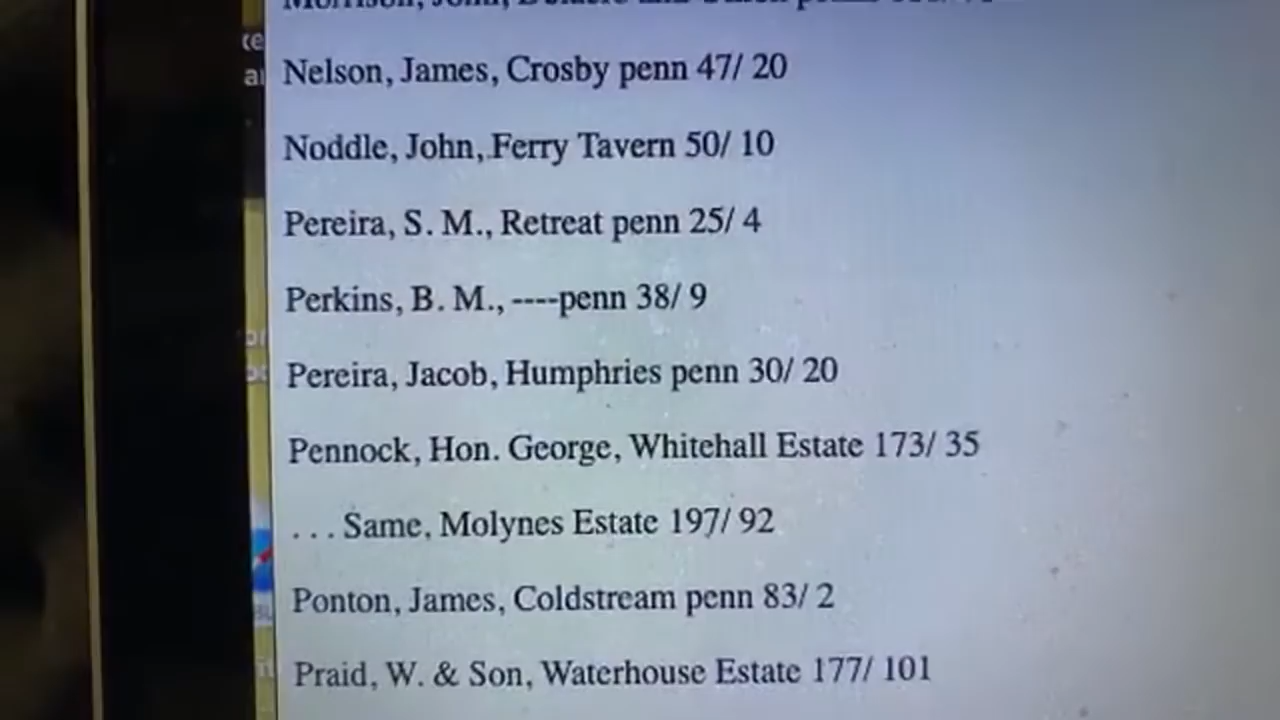 Nelson, James, Crosby penn 47/ 20
Noddle, John, Ferry Tavern 50/ 10
Pereira, S. M., Retreat penn 25/ 4
Perkins, B. M., ----penn 38/ 9
Pereira, Jacob, Humphries penn 30/ 20
Pennock, Hon. George, Whitehall Estate 173/ 35
. . . Same, Molynes Estate 197/ 92
Ponton, James, Coldstream penn 83/ 2
Praid, W. & Son, Waterhouse Estate 177/ 101